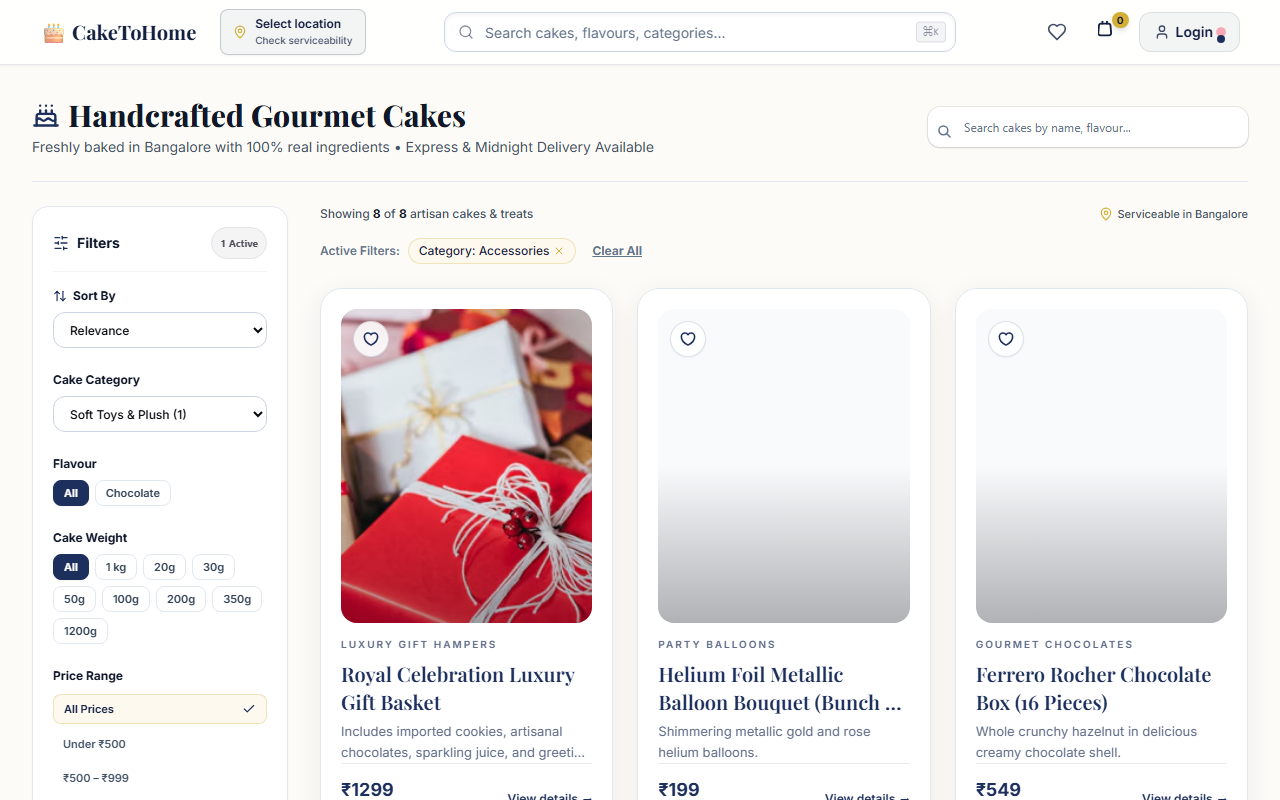 CakeToHome
Select location
Check serviceability
Search cakes, flavours, categories...
⌘K
0
Login
Handcrafted Gourmet Cakes
Freshly baked in Bangalore with 100% real ingredients • Express & Midnight Delivery Available
Search cakes by name, flavour...
Filters
1 Active
Sort By
Relevance
Cake Category
Soft Toys & Plush (1)
Flavour
All
Chocolate
Cake Weight
All
1 kg
20g
30g
50g
100g
200g
350g
1200g
Price Range
All Prices
Under ₹500
₹500 – ₹999
Showing 8 of 8 artisan cakes & treats
Serviceable in Bangalore
Active Filters:
Category: Accessories ×
Clear All
LUXURY GIFT HAMPERS
Royal Celebration Luxury
Gift Basket
Includes imported cookies, artisanal
chocolates, sparkling juice, and greeti...
₹1299
View details →
PARTY BALLOONS
Helium Foil Metallic
Balloon Bouquet (Bunch ...
Shimmering metallic gold and rose
helium balloons.
₹199
View details →
GOURMET CHOCOLATES
Ferrero Rocher Chocolate
Box (16 Pieces)
Whole crunchy hazelnut in delicious
creamy chocolate shell.
₹549
View details →